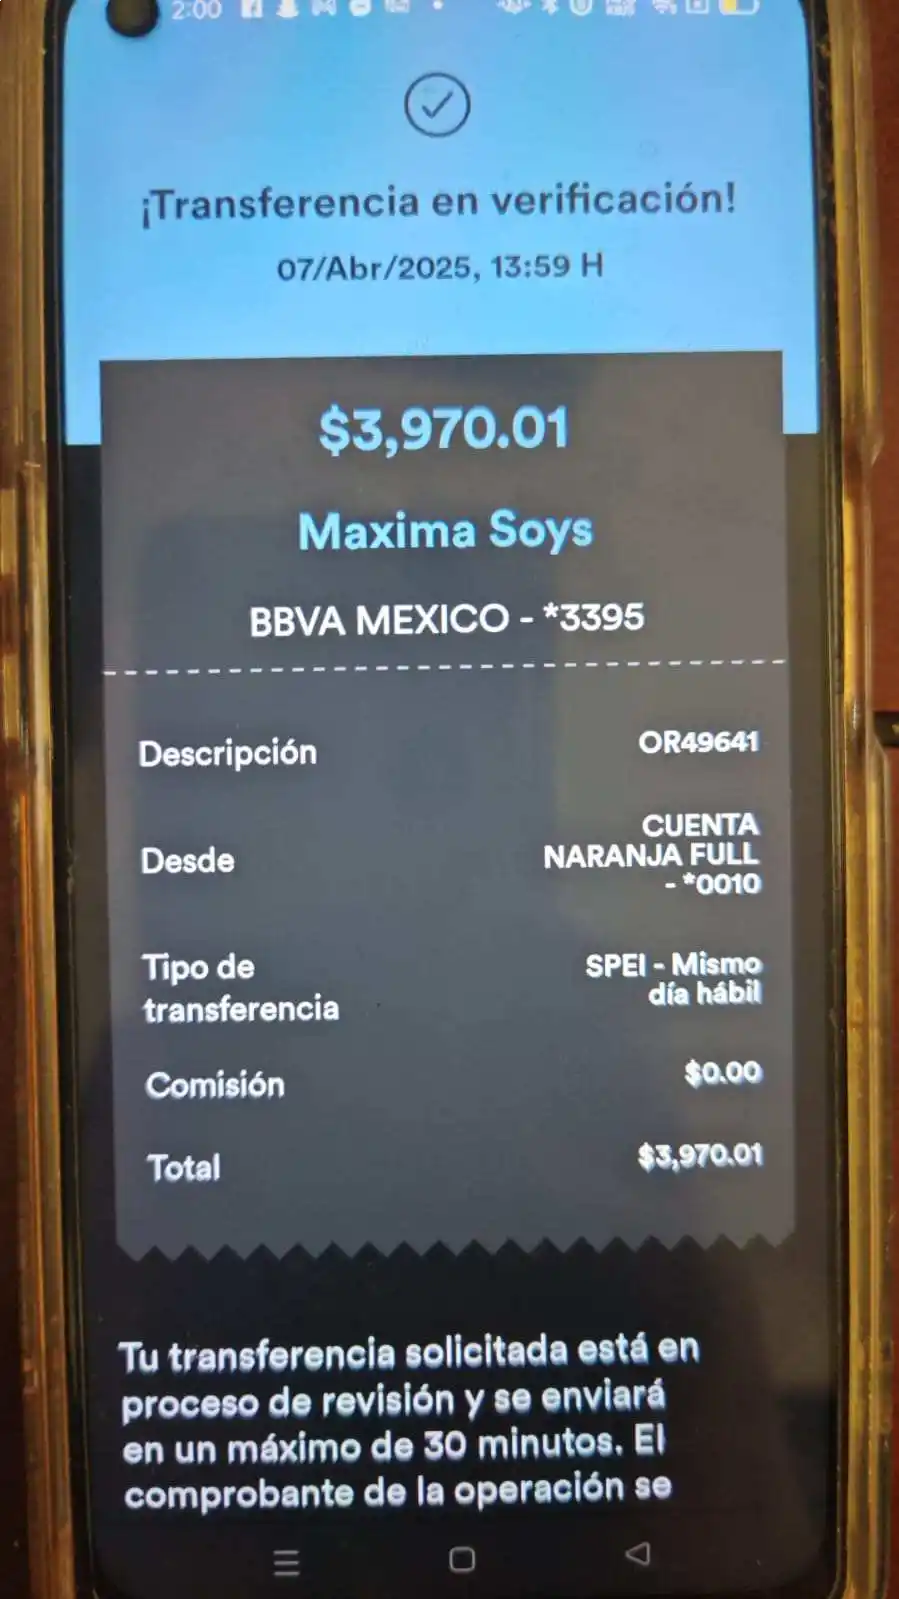 2:00
¡Transferencia en verificación!
07/Abr/2025, 13:59 H
$3,970.01
Maxima Soys
BBVA MEXICO - *3395
Descripción
OR49641
Desde
CUENTA
NARANJA FULL
- *0010
Tipo de
transferencia
SPEI - Mismo
día hábil
Comisión
$0.00
Total
$3,970.01
Tu transferencia solicitada está en
proceso de revisión y se enviará
en un máximo de 30 minutos. El
comprobante de la operación se